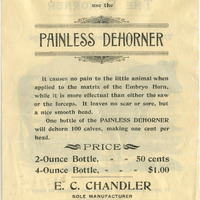 use the
PAINLESS DEHORNER
It causes no pain to the little animal when
applied to the matrix of the Embryo Horn,
while it is more effectual than either the saw
or the forceps. It leaves no scar or sore, but
a nice smooth head.
One bottle of the PAINLESS DEHORNER
will dehorn 100 calves, making one cent per
head.
PRICE
2-Ounce Bottle, - - 50 cents
4-Ounce Bottle, - - $1.00
E. C. CHANDLER
SOLE MANUFACTURER